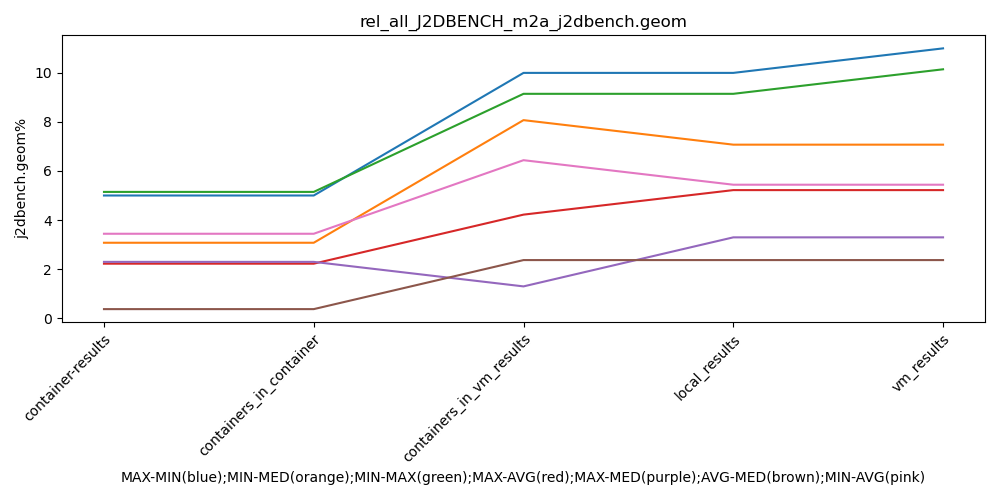 rel_all_J2DBENCH_m2a_j2dbench.geom
j2dbench.geom%
10
8
6
4
2
0
container-results
containers_in_container
containers_in_vm_results
local_results
vm_results
MAX-MIN(blue);MIN-MED(orange);MIN-MAX(green);MAX-AVG(red);MAX-MED(purple);AVG-MED(brown);MIN-AVG(pink)